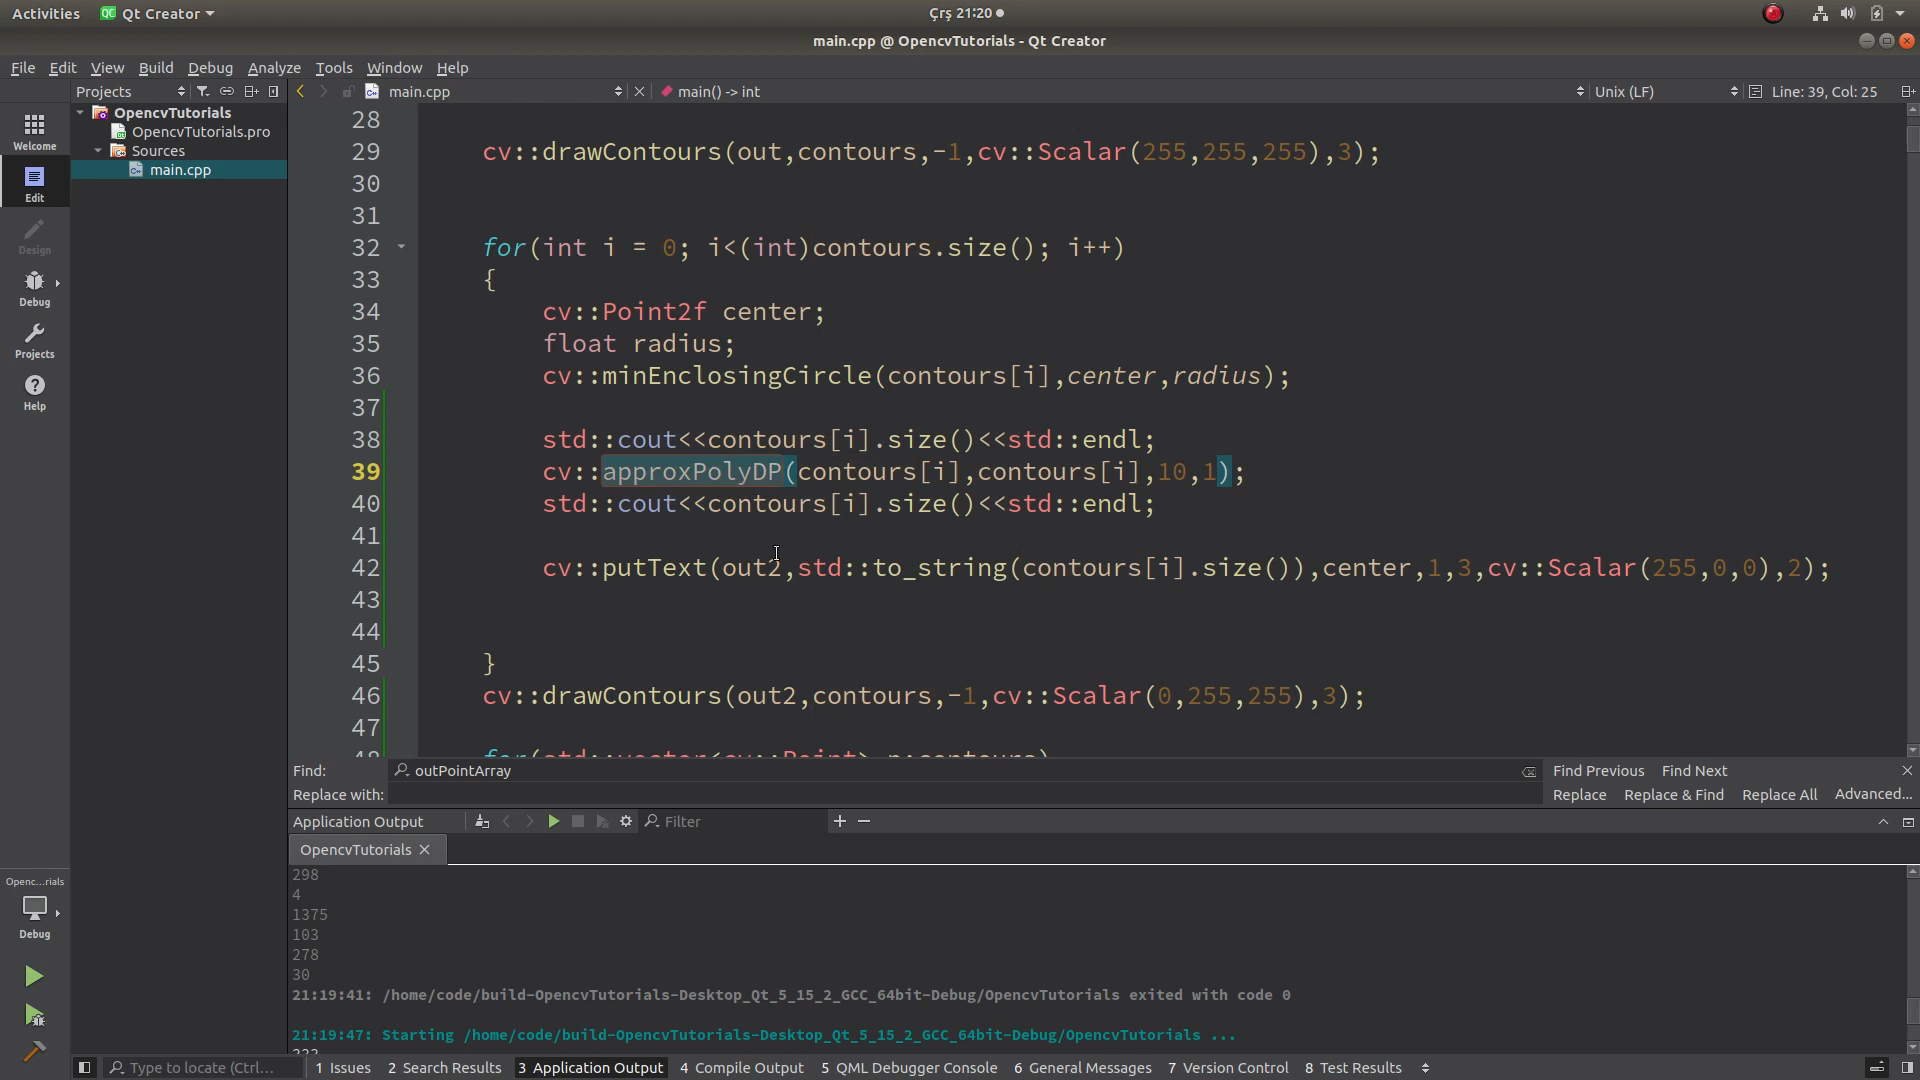 Activities Qt Creator Çrş 21:20
main.cpp @ OpencvTutorials - Qt Creator
File Edit View Build Debug Analyze Tools Window Help
Projects main.cpp main() -> int Unix (LF) Line: 39, Col: 25
OpencvTutorials
OpencvTutorials.pro
Sources
main.cpp
Welcome
Edit
Design
Debug
Projects
Help
28
29 cv::drawContours(out,contours,-1,cv::Scalar(255,255,255),3);
30
31
32 for(int i = 0; i<(int)contours.size(); i++)
33 {
34 cv::Point2f center;
35 float radius;
36 cv::minEnclosingCircle(contours[i],center,radius);
37
38 std::cout<<contours[i].size()<<std::endl;
39 cv::approxPolyDP(contours[i],contours[i],10,1);
40 std::cout<<contours[i].size()<<std::endl;
41
42 cv::putText(out2,std::to_string(contours[i].size()),center,1,3,cv::Scalar(255,0,0),2);
43
44
45 }
46 cv::drawContours(out2,contours,-1,cv::Scalar(0,255,255),3);
47
48 for(std::vector<cv::Point> p:contours)
Find: outPointArray Find Previous Find Next
Replace with: Replace Replace & Find Replace All Advanced...
Application Output Filter
OpencvTutorials
298
4
1375
103
278
30
21:19:41: /home/code/build-OpencvTutorials-Desktop_Qt_5_15_2_GCC_64bit-Debug/OpencvTutorials exited with code 0
21:19:47: Starting /home/code/build-OpencvTutorials-Desktop_Qt_5_15_2_GCC_64bit-Debug/OpencvTutorials ...
Openc...rials
Debug
Type to locate (Ctrl... 1 Issues 2 Search Results 3 Application Output 4 Compile Output 5 QML Debugger Console 6 General Messages 7 Version Control 8 Test Results